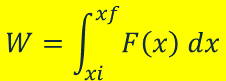 W = ∫_{xi}^{xf} F(x) dx